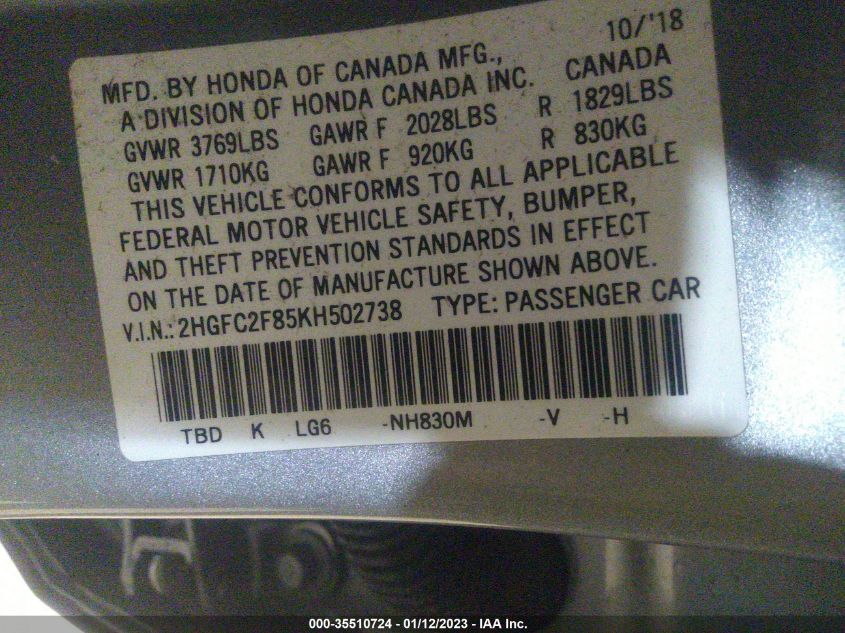 10/'18
MFD. BY HONDA OF CANADA MFG.,
A DIVISION OF HONDA CANADA INC. CANADA
GVWR 3769LBS GAWR F 2028LBS R 1829LBS
GVWR 1710KG GAWR F 920KG R 830KG
THIS VEHICLE CONFORMS TO ALL APPLICABLE
FEDERAL MOTOR VEHICLE SAFETY, BUMPER,
AND THEFT PREVENTION STANDARDS IN EFFECT
ON THE DATE OF MANUFACTURE SHOWN ABOVE.
V.I.N.: 2HGFC2F85KH502738 TYPE: PASSENGER CAR
TBD K LG6 -NH830M -V -H
000-35510724 - 01/12/2023 - IAA Inc.